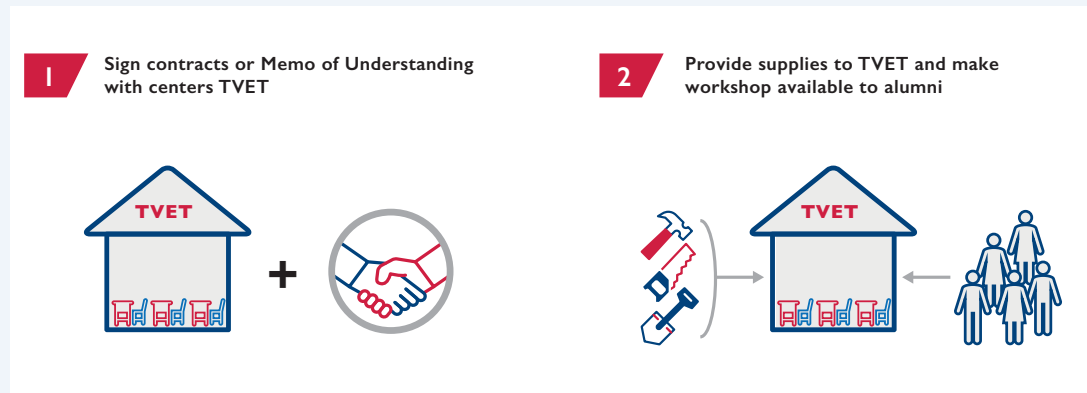 1
Sign contracts or Memo of Understanding
with centers TVET
TVET
+
2
Provide supplies to TVET and make
workshop available to alumni
TVET